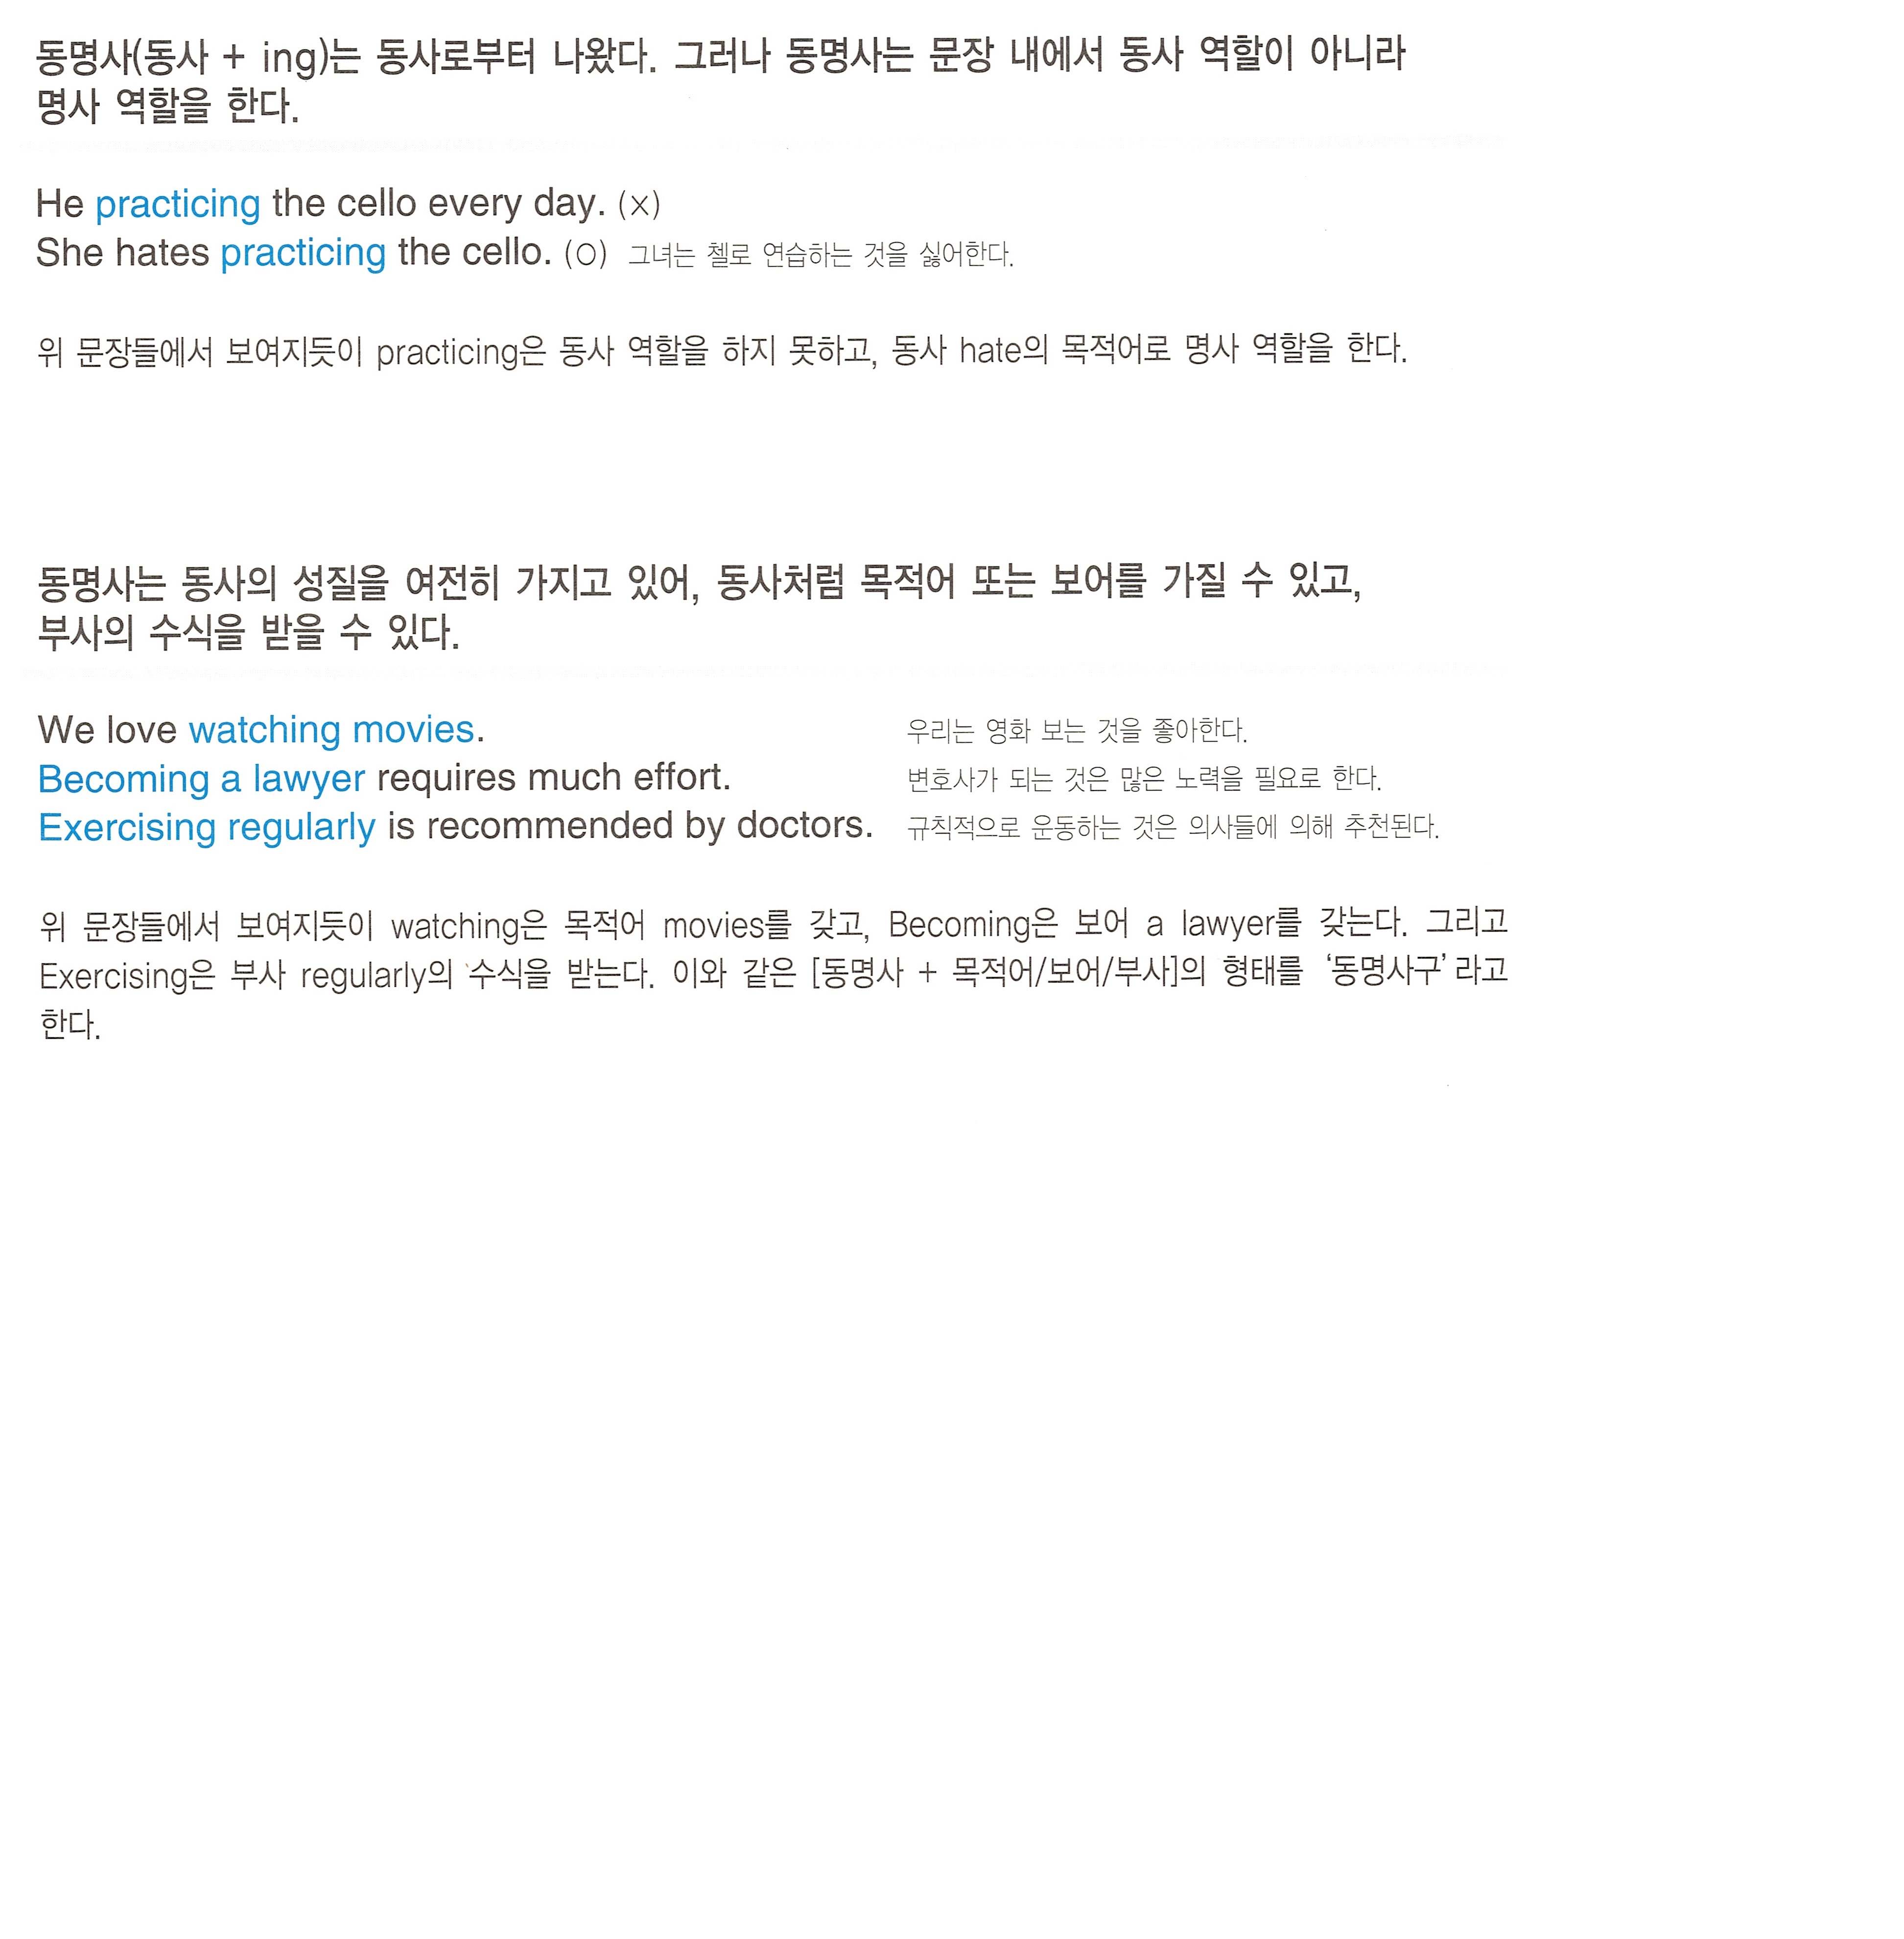 동명사(동사 + ing)는 동사로부터 나왔다. 그러나 동명사는 문장 내에서 동사 역할이 아니라
명사 역할을 한다.
He practicing the cello every day. (×)
She hates practicing the cello. (○) 그녀는 첼로 연습하는 것을 싫어한다.
위 문장들에서 보여지듯이 practicing은 동사 역할을 하지 못하고, 동사 hate의 목적어로 명사 역할을 한다.
동명사는 동사의 성질을 여전히 가지고 있어, 동사처럼 목적어 또는 보어를 가질 수 있고,
부사의 수식을 받을 수 있다.
We love watching movies. 우리는 영화 보는 것을 좋아한다.
Becoming a lawyer requires much effort. 변호사가 되는 것은 많은 노력을 필요로 한다.
Exercising regularly is recommended by doctors. 규칙적으로 운동하는 것은 의사들에 의해 추천된다.
위 문장들에서 보여지듯이 watching은 목적어 movies를 갖고, Becoming은 보어 a lawyer를 갖는다. 그리고
Exercising은 부사 regularly의 수식을 받는다. 이와 같은 [동명사 + 목적어/보어/부사]의 형태를 ‘동명사구’라고
한다.